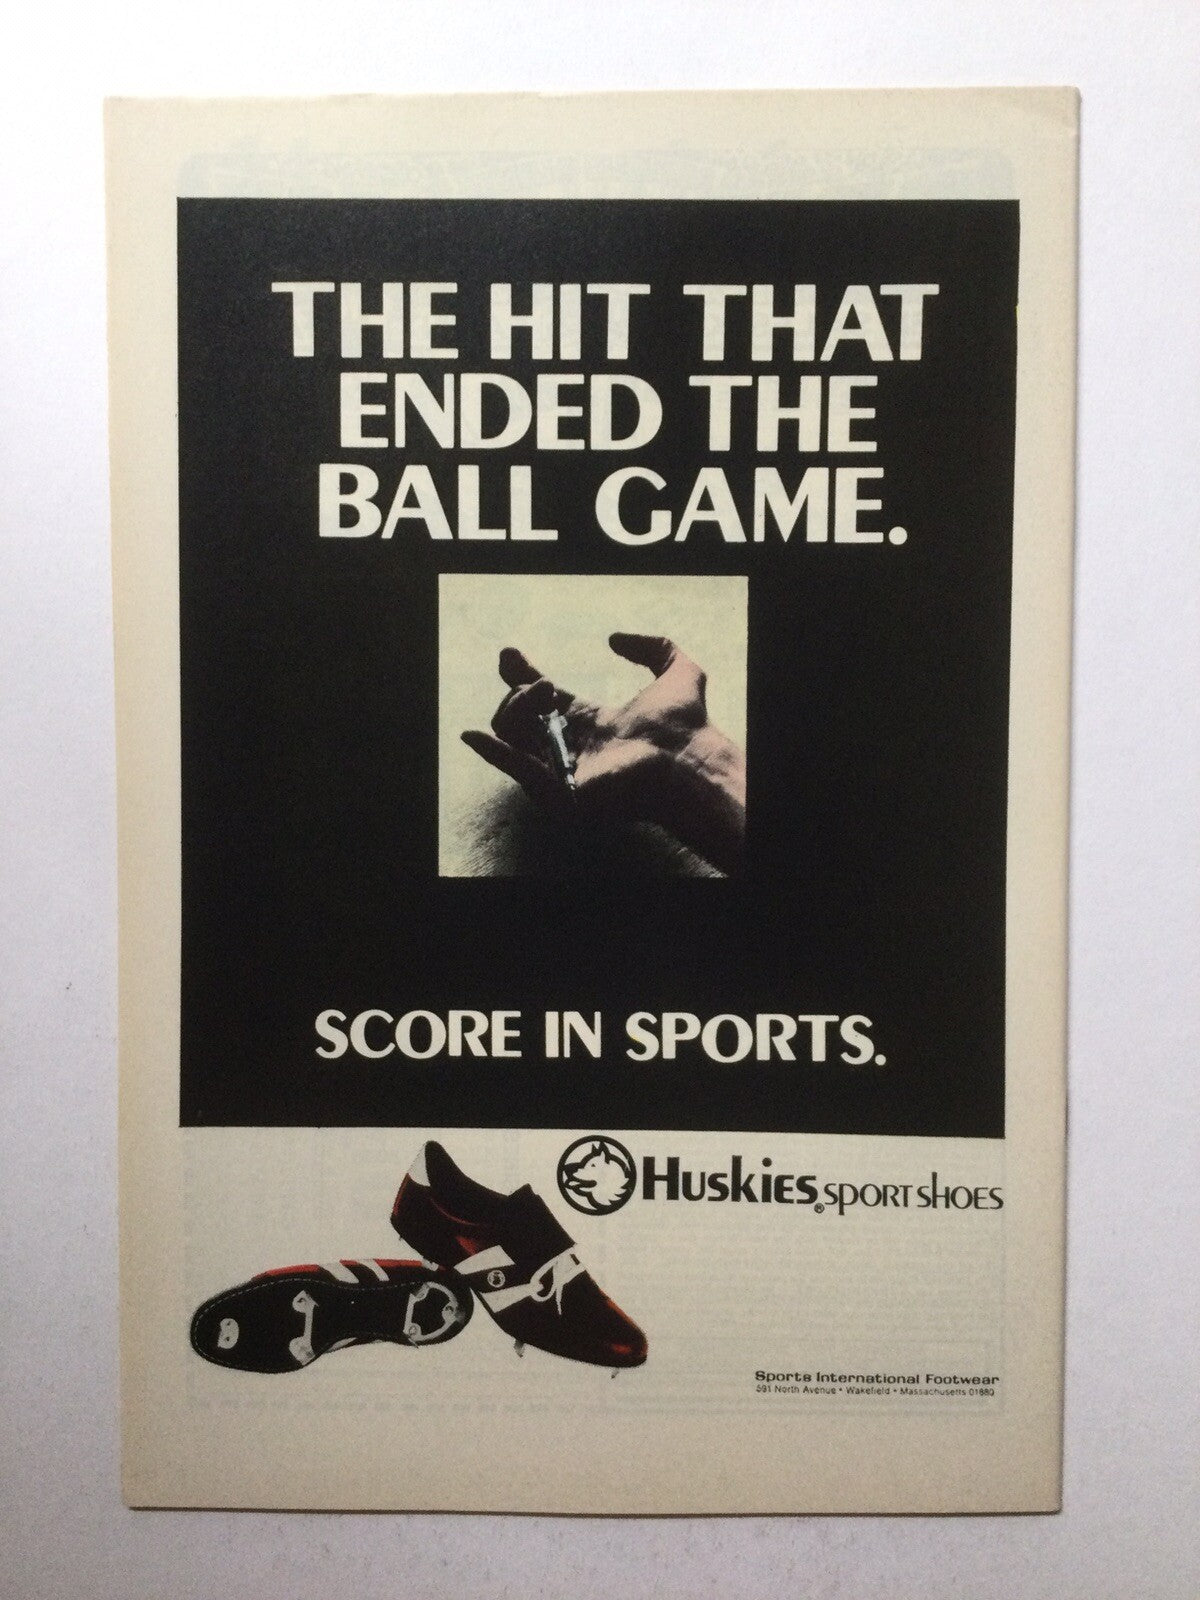 THE HIT THAT
ENDED THE
BALL GAME.
SCORE IN SPORTS.
HUSKIES® SPORT SHOES
Sports International Footwear
591 North Avenue • Wakefield • Massachusetts 01880